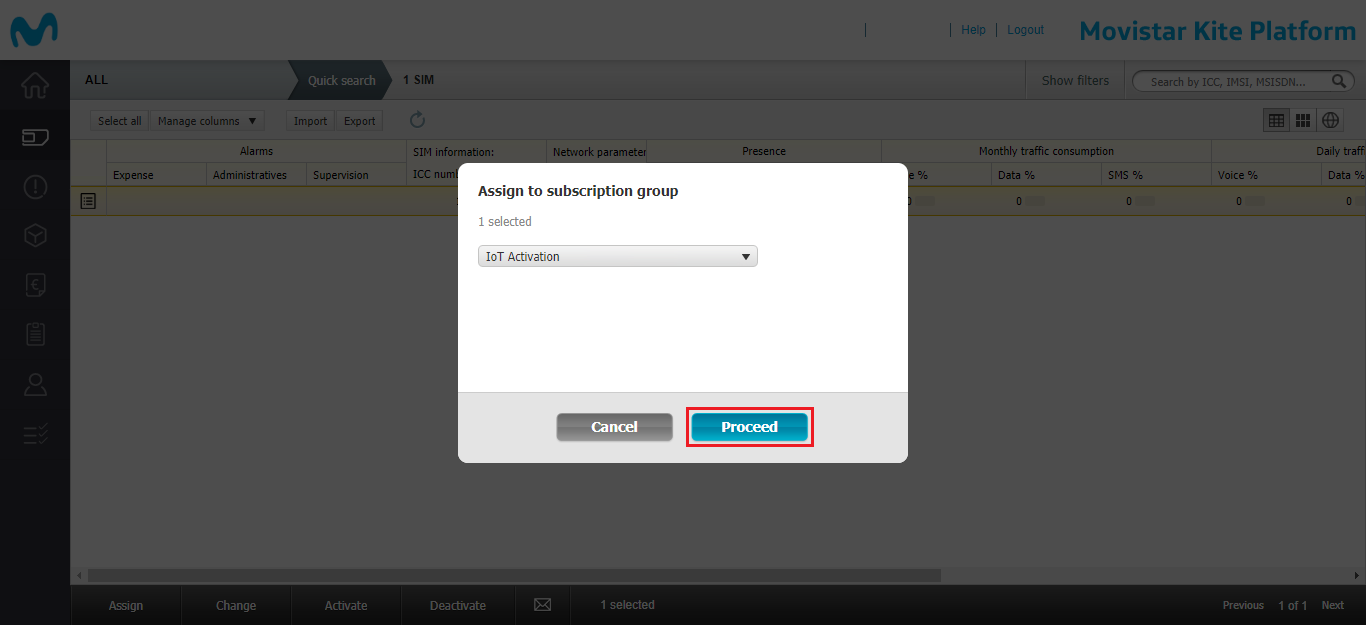 Help
Logout
Movistar Kite Platform
ALL
Quick search
1 SIM
Show filters
Search by ICC, IMSI, MSISDN...
Select all
Manage columns
Import
Export
Alarms
SIM information:
Network parameter
Presence
Monthly traffic consumption
Daily traff
Expense
Administratives
Supervision
ICC num
e %
Data %
SMS %
Voice %
Data %
0
0
0
0
0
Assign to subscription group
1 selected
IoT Activation
Cancel
Proceed
Assign
Change
Activate
Deactivate
1 selected
Previous
1 of 1
Next